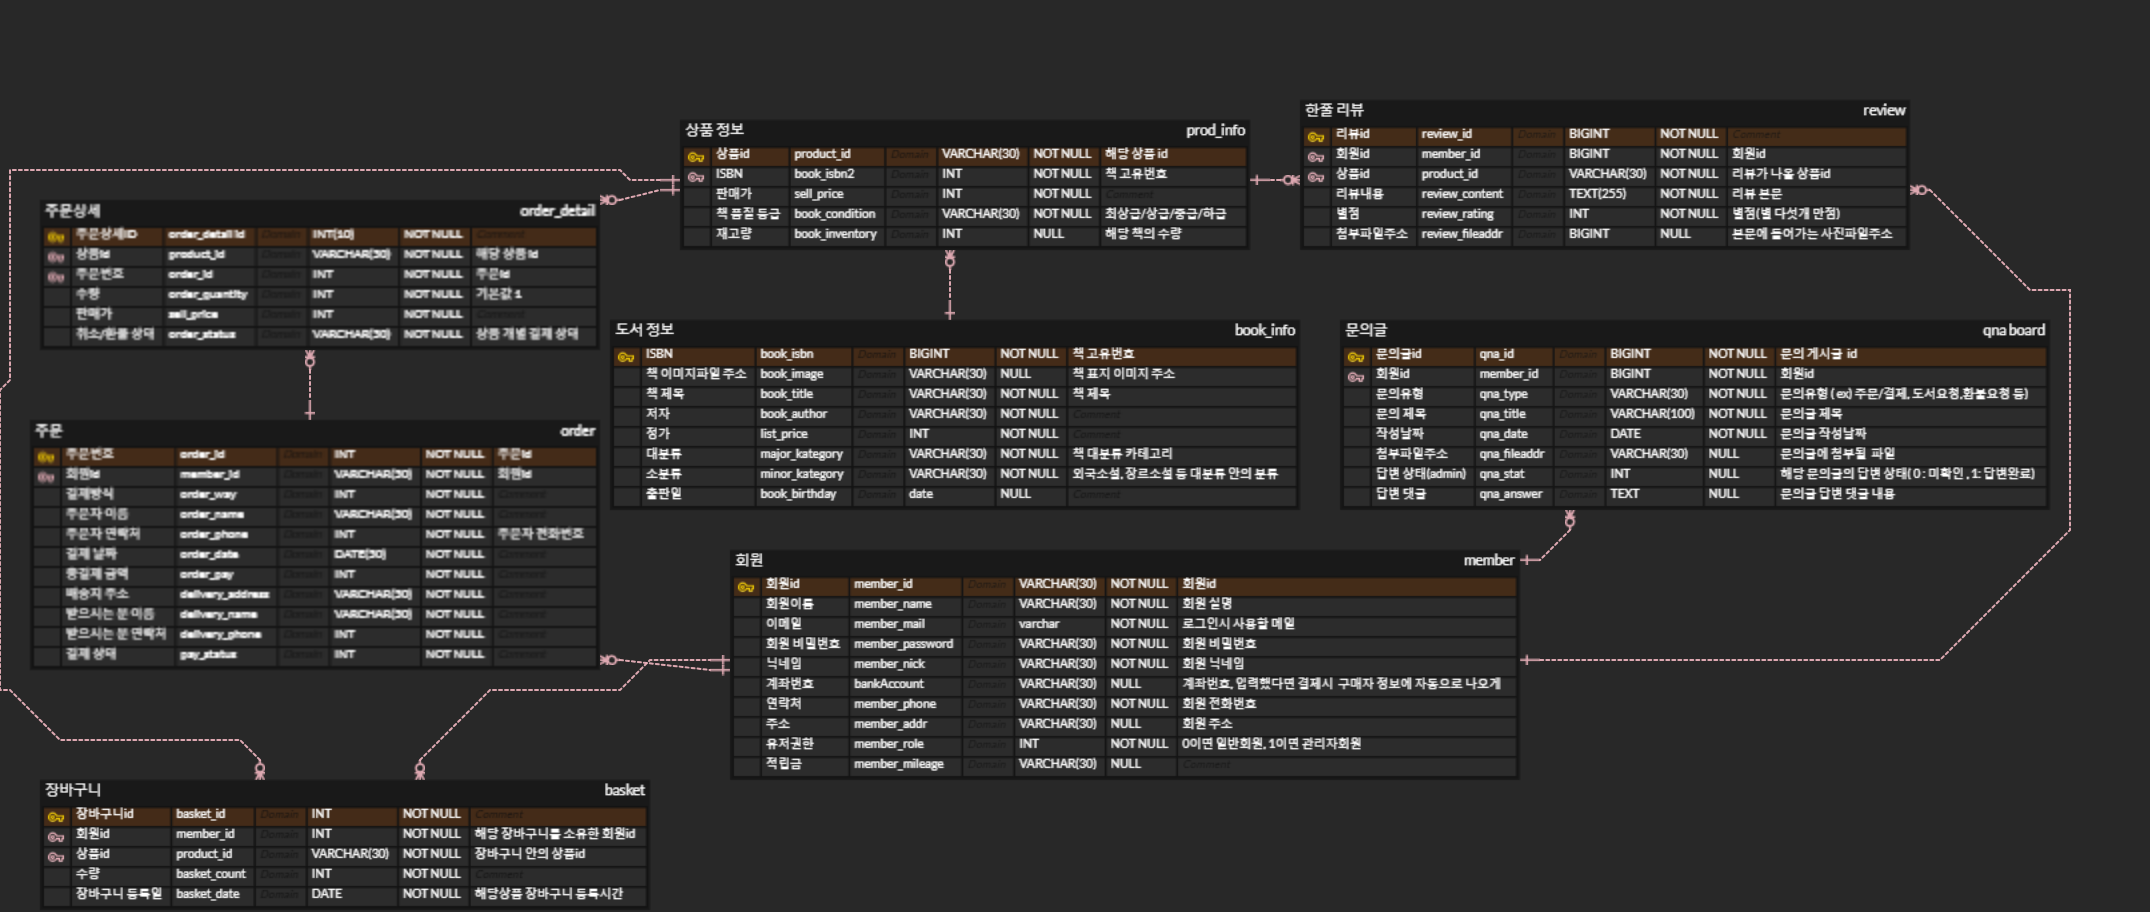 상품 정보 prod_info
상품id product_id Domain VARCHAR(30) NOT NULL 해당 상품 id
ISBN book_isbn2 Domain INT NOT NULL 책 고유번호
판매가 sell_price Domain INT NOT NULL Comment
책 품질 등급 book_condition Domain VARCHAR(30) NOT NULL 최상급/상급/중급/하급
재고량 book_inventory Domain INT NULL 해당 책의 수량
한줄 리뷰 review
리뷰id review_id Domain BIGINT NOT NULL Comment
회원id member_id Domain BIGINT NOT NULL 회원id
상품id product_id Domain VARCHAR(30) NOT NULL 리뷰가 나올 상품id
리뷰내용 review_content Domain TEXT(255) NOT NULL 리뷰 본문
별점 review_rating Domain INT NOT NULL 별점(별 다섯개 만점)
첨부파일주소 review_fileaddr Domain BIGINT NULL 본문에 들어가는 사진파일주소
주문상세 order_detail
주문상세ID order_detail id Domain INT(10) NOT NULL Comment
상품id product_id Domain VARCHAR(30) NOT NULL 해당 상품id
주문번호 order_id Domain INT NOT NULL 주문id
수량 order_quantity Domain INT NOT NULL 기본값 1
판매가 sell_price Domain INT NOT NULL Comment
취소/환불 상태 order_status Domain VARCHAR(30) NOT NULL 상품 개별 결제 상태
도서 정보 book_info
ISBN book_isbn Domain BIGINT NOT NULL 책 고유번호
책 이미지파일 주소 book_image Domain VARCHAR(30) NULL 책 표지 이미지 주소
책 제목 book_title Domain VARCHAR(30) NOT NULL 책 제목
저자 book_author Domain VARCHAR(30) NOT NULL Comment
정가 list_price Domain INT NOT NULL Comment
대분류 major_kategory Domain VARCHAR(30) NOT NULL 책 대분류 카테고리
소분류 minor_kategory Domain VARCHAR(30) NOT NULL 외국소설, 장르소설 등 대분류 안의 분류
출판일 book_birthday Domain date NULL Comment
문의글 qna board
문의글id qna_id Domain BIGINT NOT NULL 문의 게시글 id
회원id member_id Domain BIGINT NOT NULL 회원id
문의유형 qna_type Domain VARCHAR(30) NOT NULL 문의유형 ( ex) 주문/결제, 도서요청,환불요청 등)
문의 제목 qna_title Domain VARCHAR(100) NOT NULL 문의글 제목
작성날짜 qna_date Domain DATE NOT NULL 문의글 작성날짜
첨부파일주소 qna_fileaddr Domain VARCHAR(30) NULL 문의글에 첨부될 파일
답변 상태(admin) qna_stat Domain INT NULL 해당 문의글의 답변 상태( 0 : 미확인 , 1: 답변완료)
답변 댓글 qna_answer Domain TEXT NULL 문의글 답변 댓글 내용
주문 order
주문번호 order_id Domain INT NOT NULL 주문id
회원id member_id Domain VARCHAR(30) NOT NULL 회원id
결제방식 order_way Domain INT NOT NULL Comment
주문자 이름 order_name Domain VARCHAR(30) NOT NULL Comment
주문자 연락처 order_phone Domain INT NOT NULL 주문자 전화번호
결제 날짜 order_date Domain DATE(30) NOT NULL Comment
총결제 금액 order_pay Domain INT NOT NULL Comment
배송지 주소 delivery_address Domain VARCHAR(30) NOT NULL Comment
받으시는 분 이름 delivery_name Domain VARCHAR(30) NOT NULL Comment
받으시는 분 연락처 delivery_phone Domain INT NOT NULL Comment
결제 상태 pay_status Domain INT NOT NULL Comment
회원 member
회원id member_id Domain VARCHAR(30) NOT NULL 회원id
회원이름 member_name Domain VARCHAR(30) NOT NULL 회원 실명
이메일 member_mail Domain varchar NOT NULL 로그인시 사용할 메일
회원 비밀번호 member_password Domain VARCHAR(30) NOT NULL 회원 비밀번호
닉네임 member_nick Domain VARCHAR(30) NOT NULL 회원 닉네임
계좌번호 bankAccount Domain VARCHAR(30) NULL 계좌번호, 입력했다면 결제시 구매자 정보에 자동으로 나오게
연락처 member_phone Domain VARCHAR(30) NOT NULL 회원 전화번호
주소 member_addr Domain VARCHAR(30) NULL 회원 주소
유저권한 member_role Domain INT NOT NULL 0이면 일반회원, 1이면 관리자회원
적립금 member_mileage Domain VARCHAR(30) NULL Comment
장바구니 basket
장바구니id basket_id Domain INT NOT NULL Comment
회원id member_id Domain INT NOT NULL 해당 장바구니를 소유한 회원id
상품id product_id Domain VARCHAR(30) NOT NULL 장바구니 안의 상품id
수량 basket_count Domain INT NOT NULL Comment
장바구니 등록일 basket_date Domain DATE NOT NULL 해당상품 장바구니 등록시간